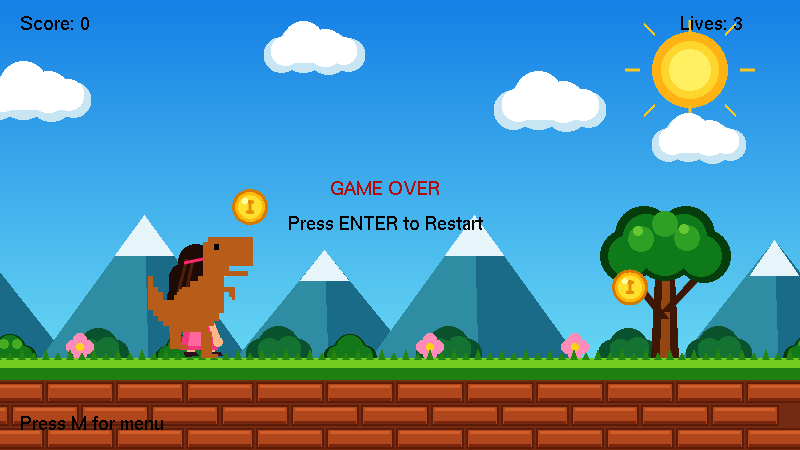 Score: 0
Lives: 3
GAME OVER
Press ENTER to Restart
Press M for menu